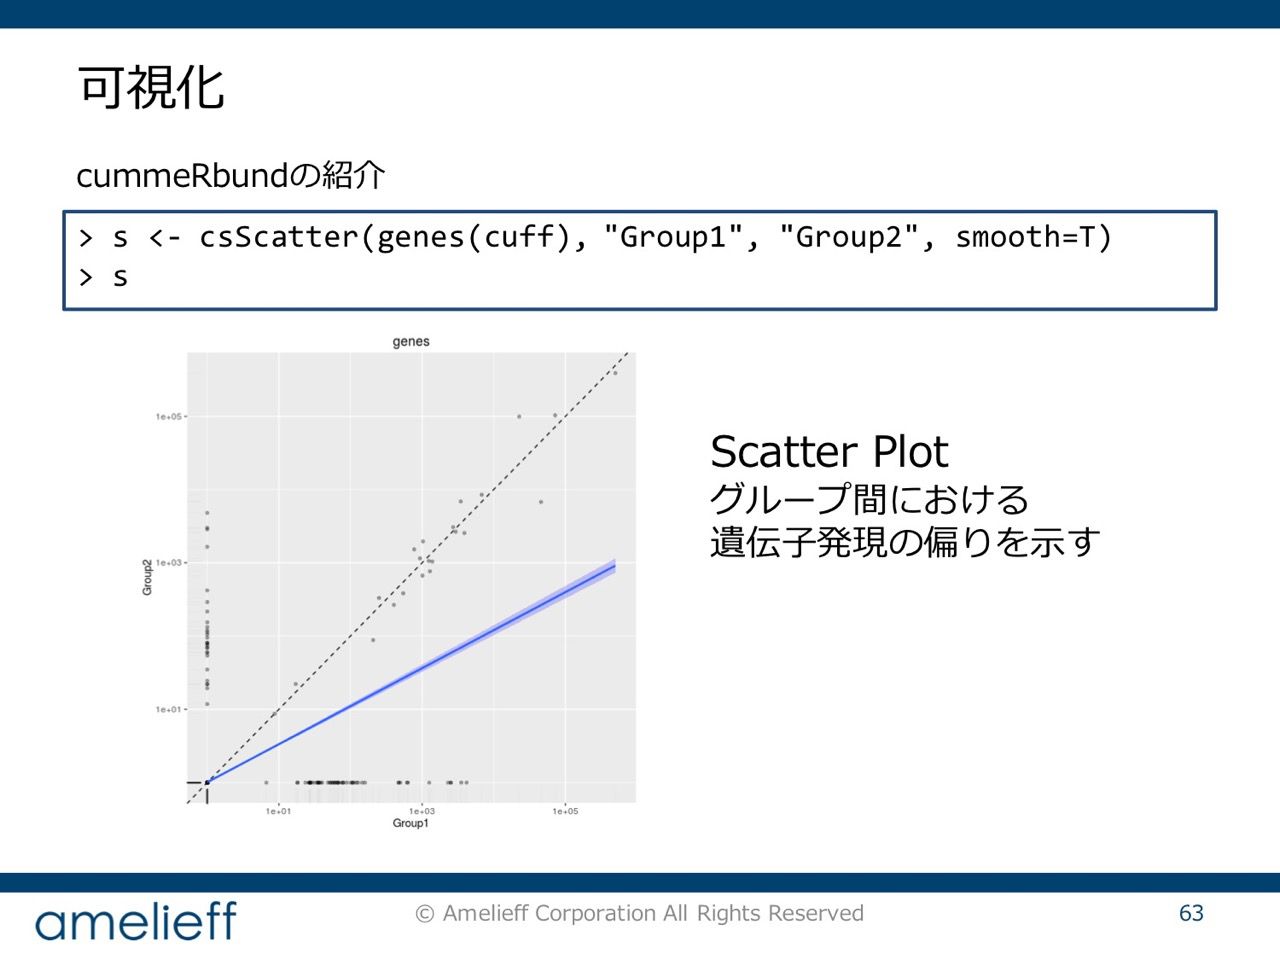 可視化
cummeRbundの紹介
> s <- csScatter(genes(cuff), "Group1", "Group2", smooth=T)
> s
genes
1e+05
1e+03
1e+01
Group2
1e+01 1e+03 1e+05
Group1
Scatter Plot
グループ間における
遺伝子発現の偏りを示す
amelieff
© Amelieff Corporation All Rights Reserved
63